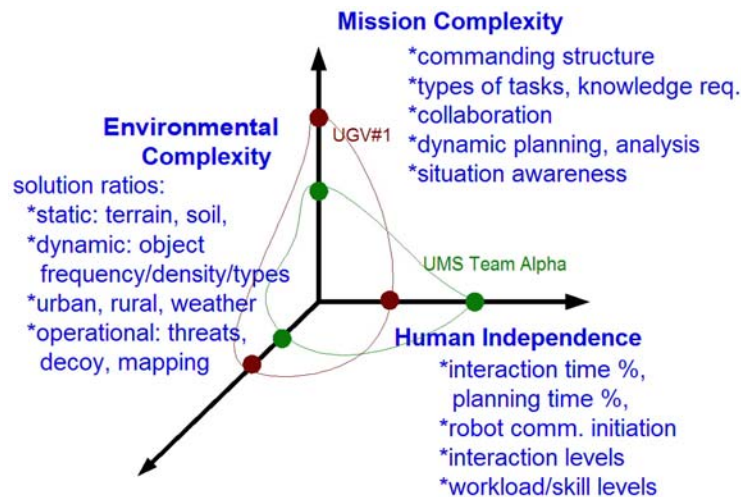 Mission Complexity
*commanding structure
*types of tasks, knowledge req.
*collaboration
*dynamic planning, analysis
*situation awareness
UGV#1
Environmental
Complexity
solution ratios:
*static: terrain, soil,
*dynamic: object
frequency/density/types
*urban, rural, weather
*operational: threats,
decoy, mapping
UMS Team Alpha
Human Independence
*interaction time %,
planning time %,
*robot comm. initiation
*interaction levels
*workload/skill levels